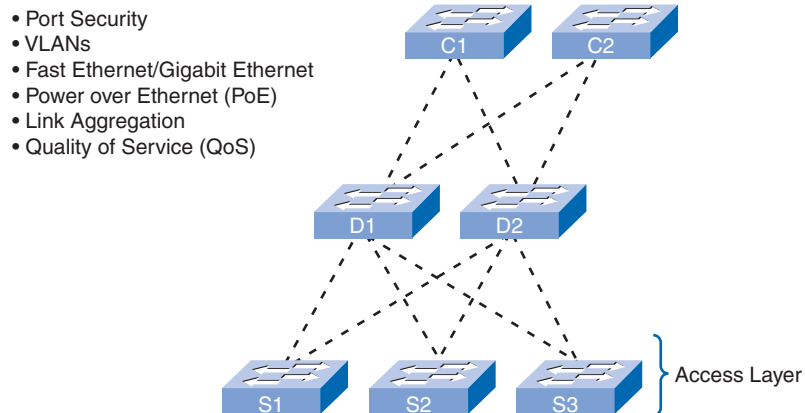 • Port Security
• VLANs
• Fast Ethernet/Gigabit Ethernet
• Power over Ethernet (PoE)
• Link Aggregation
• Quality of Service (QoS)
C1 C2
D1 D2
S1 S2 S3
Access Layer